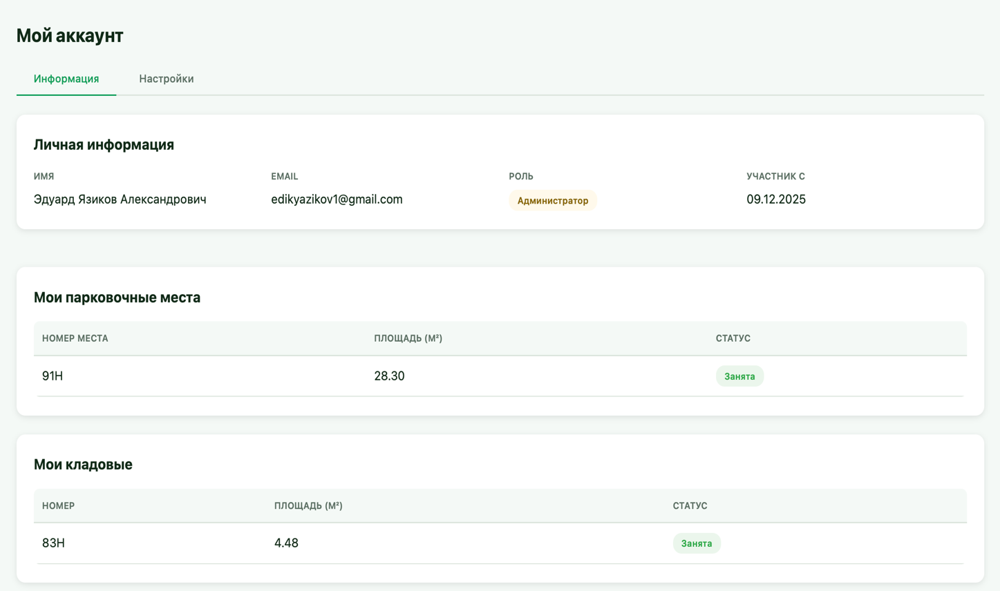 Мой аккаунт
Информация Настройки
Личная информация
ИМЯ EMAIL РОЛЬ УЧАСТНИК С
Эдуард Язиков Александрович edikyazikov1@gmail.com Администратор 09.12.2025
Мои парковочные места
НОМЕР МЕСТА ПЛОЩАДЬ (М²) СТАТУС
91Н 28.30 Занята
Мои кладовые
НОМЕР ПЛОЩАДЬ (М²) СТАТУС
83Н 4.48 Занята